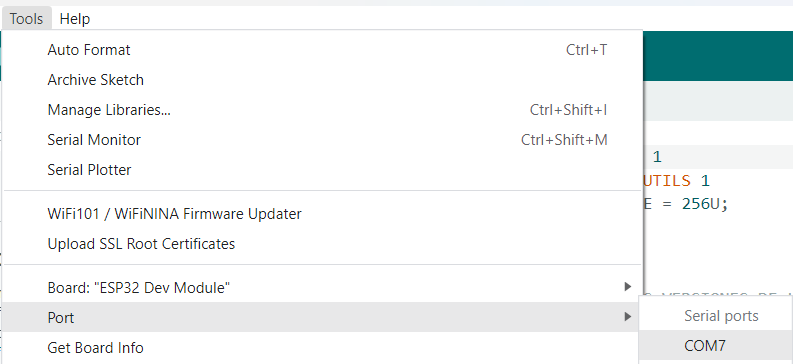 Tools Help
Auto Format Ctrl+T
Archive Sketch
Manage Libraries... Ctrl+Shift+I
Serial Monitor Ctrl+Shift+M
Serial Plotter
1
UTILS 1
WiFi101 / WiFiNINA Firmware Updater
E = 256U;
Upload SSL Root Certificates
Board: "ESP32 Dev Module"
Port
Serial ports
Get Board Info
COM7